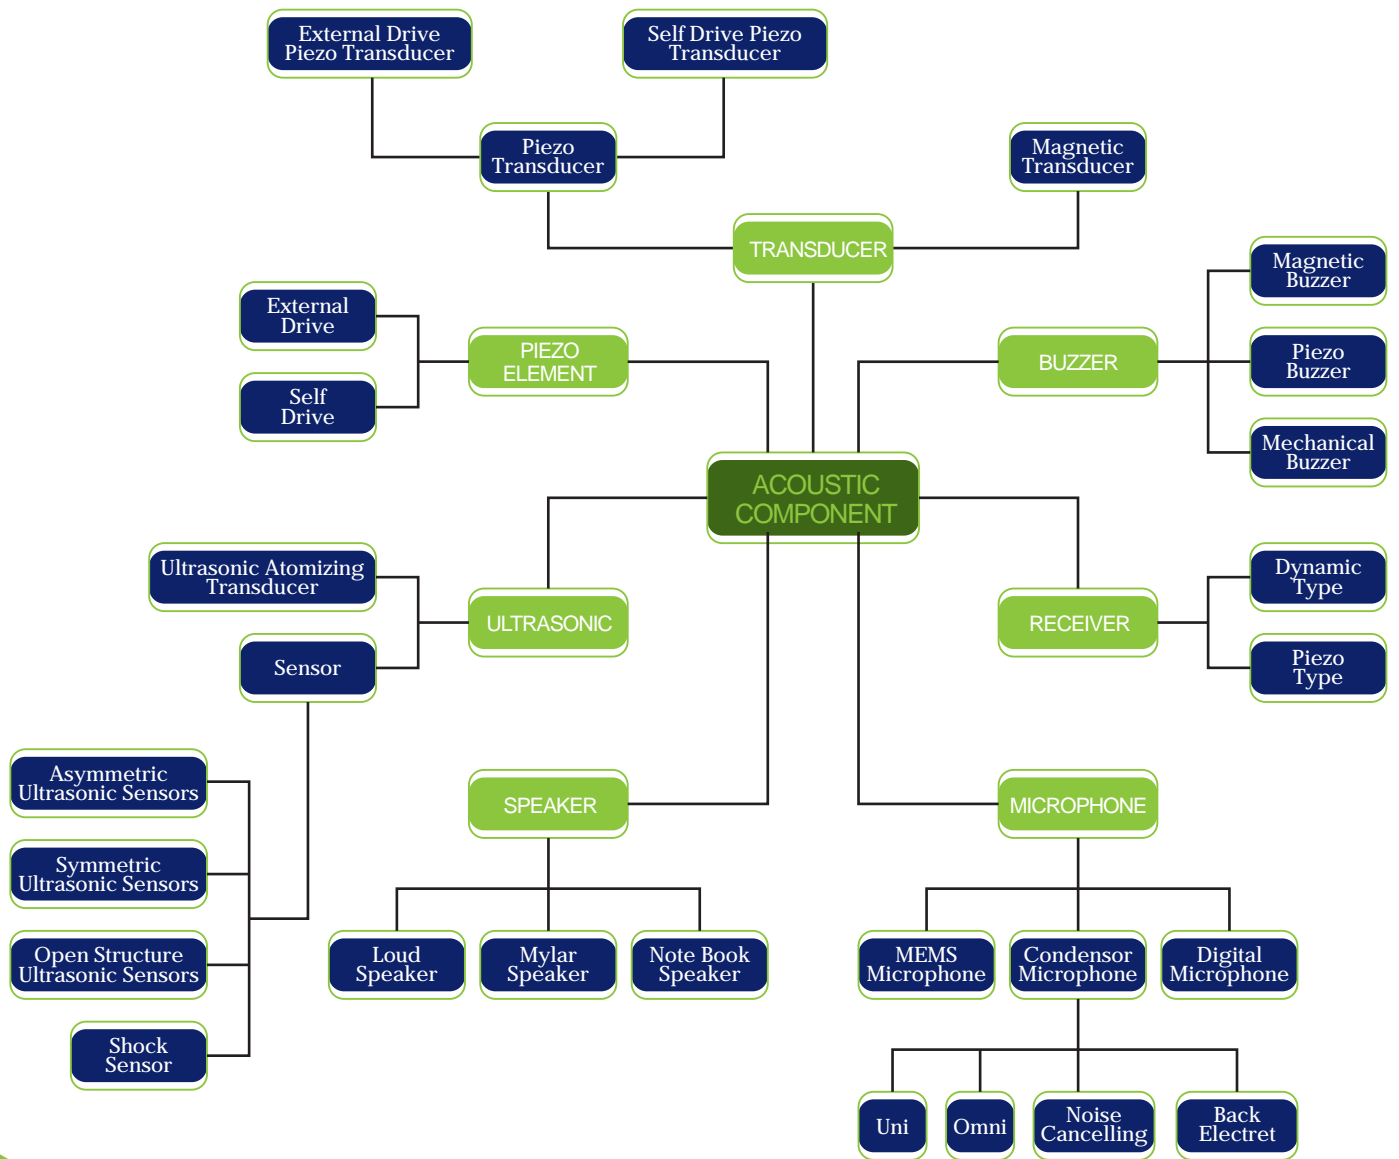 External Drive
Piezo Transducer
Self Drive Piezo
Transducer
Piezo
Transducer
Magnetic
Transducer
TRANSDUCER
Magnetic
Buzzer
External
Drive
PIEZO
ELEMENT
BUZZER
Piezo
Buzzer
Self
Drive
Mechanical
Buzzer
ACOUSTIC
COMPONENT
Ultrasonic Atomizing
Transducer
Dynamic
Type
ULTRASONIC
RECEIVER
Sensor
Piezo
Type
Asymmetric
Ultrasonic Sensors
SPEAKER
MICROPHONE
Symmetric
Ultrasonic Sensors
Open Structure
Ultrasonic Sensors
Loud
Speaker
Mylar
Speaker
Note Book
Speaker
MEMS
Microphone
Condensor
Microphone
Digital
Microphone
Shock
Sensor
Uni
Omni
Noise
Cancelling
Back
Electret